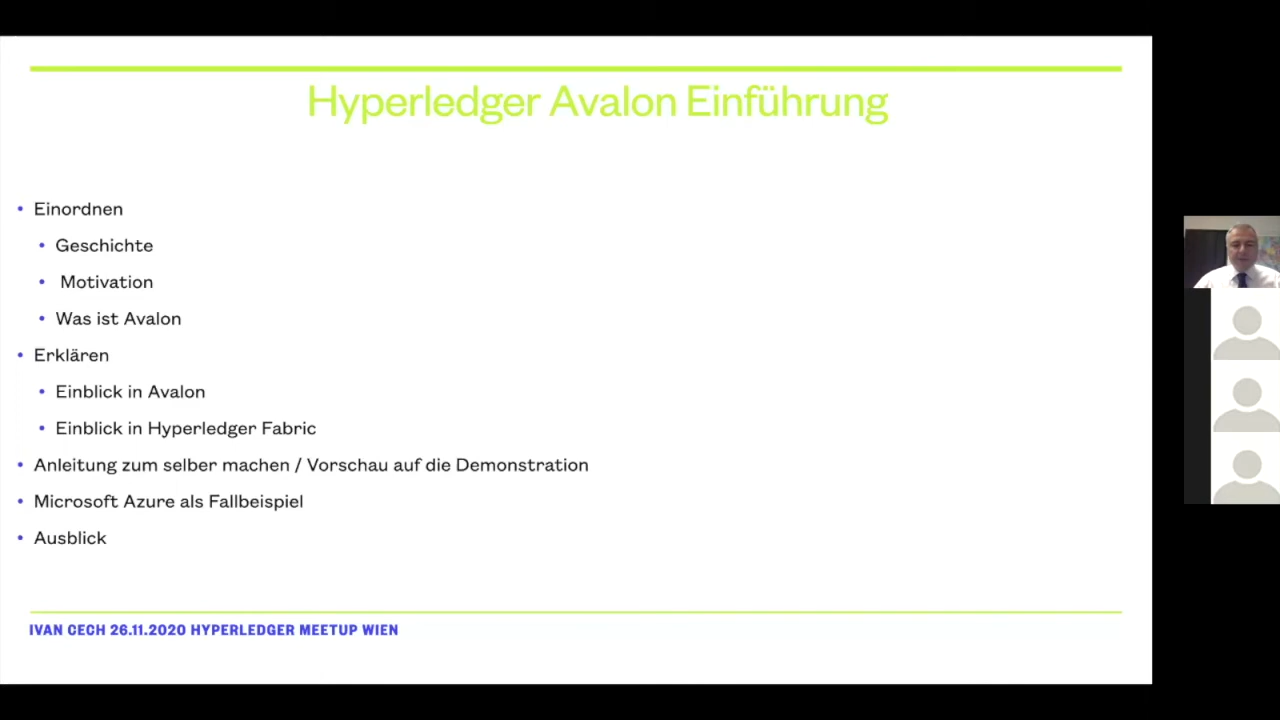 Hyperledger Avalon Einführung
• Einordnen
• Geschichte
• Motivation
• Was ist Avalon
• Erklären
• Einblick in Avalon
• Einblick in Hyperledger Fabric
• Anleitung zum selber machen / Vorschau auf die Demonstration
• Microsoft Azure als Fallbeispiel
• Ausblick
IVAN CECH 26.11.2020 HYPERLEDGER MEETUP WIEN